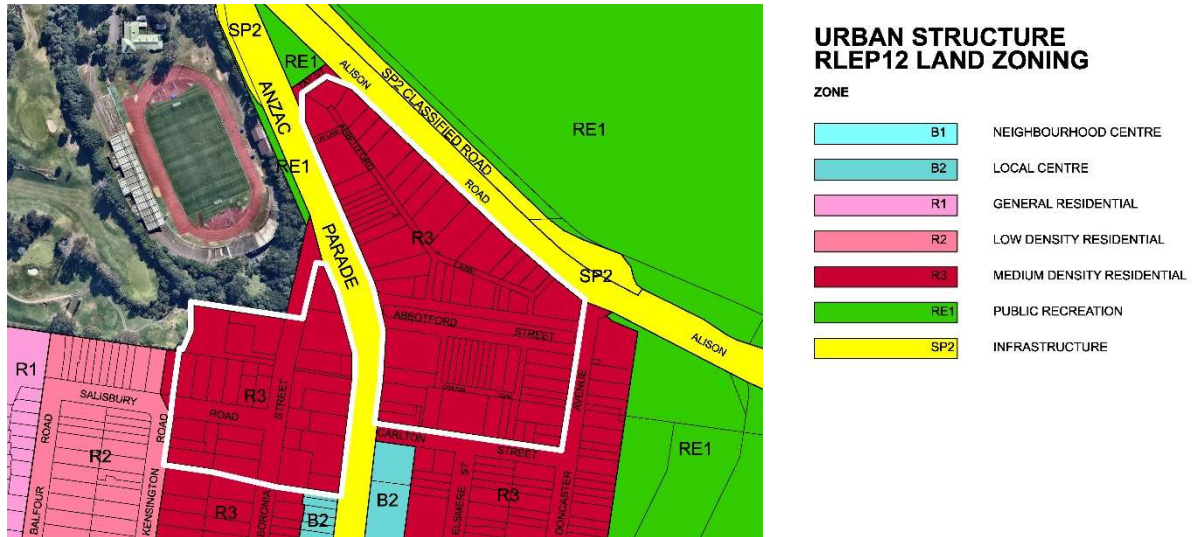 SP2
RE1
ANZAC
PARADE
ALISON
ROAD
SP2 CLASSIFIED ROAD
RE1
RE1
ABBOTFORD
R3
LANE
SP2
ALISON
ABBOTFORD
STREET
AVENUE
R1
SALISBURY
ROAD
ROAD
R3
ROAD
STREET
R2
BALFOUR
KENSINGTON
R3
BORONIA
B2
B2
CARLTON
STREET
ELSMERE ST
R3
DONCASTER
RE1
URBAN STRUCTURE
RLEP12 LAND ZONING
ZONE
B1 NEIGHBOURHOOD CENTRE
B2 LOCAL CENTRE
R1 GENERAL RESIDENTIAL
R2 LOW DENSITY RESIDENTIAL
R3 MEDIUM DENSITY RESIDENTIAL
RE1 PUBLIC RECREATION
SP2 INFRASTRUCTURE